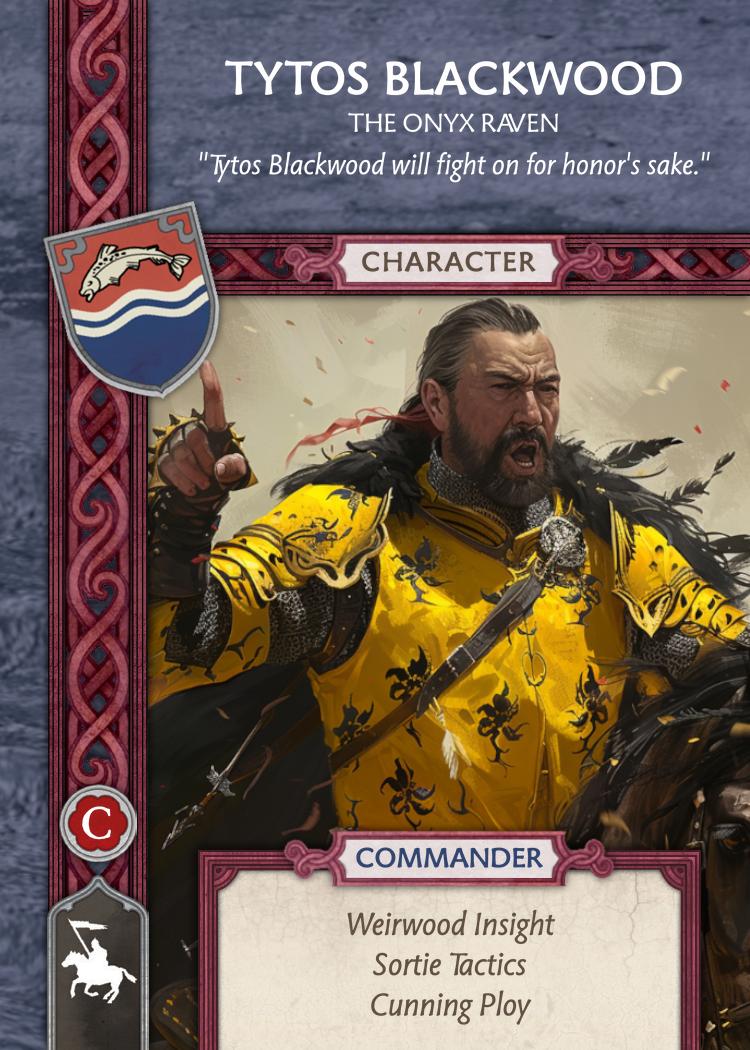 TYTOS BLACKWOOD
THE ONYX RAVEN
"Tytos Blackwood will fight on for honor's sake."
CHARACTER
C
COMMANDER
Weirwood Insight
Sortie Tactics
Cunning Ploy